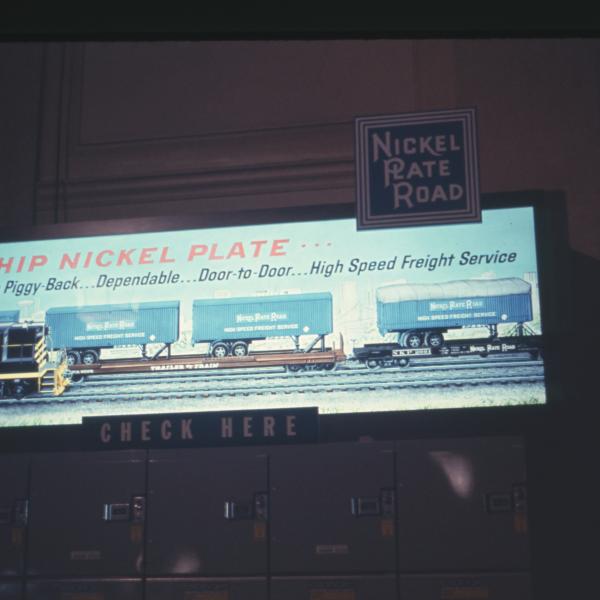 NICKEL
PLATE
ROAD
HIP NICKEL PLATE ...
Piggy-Back...Dependable...Door-to-Door...High Speed Freight Service
NICKEL PLATE ROAD
HIGH SPEED FREIGHT SERVICE
NICKEL PLATE ROAD
HIGH SPEED FREIGHT SERVICE
NICKEL PLATE ROAD
HIGH SPEED FREIGHT SERVICE
TRAILER TRAIN
NICKEL PLATE ROAD
CHECK HERE